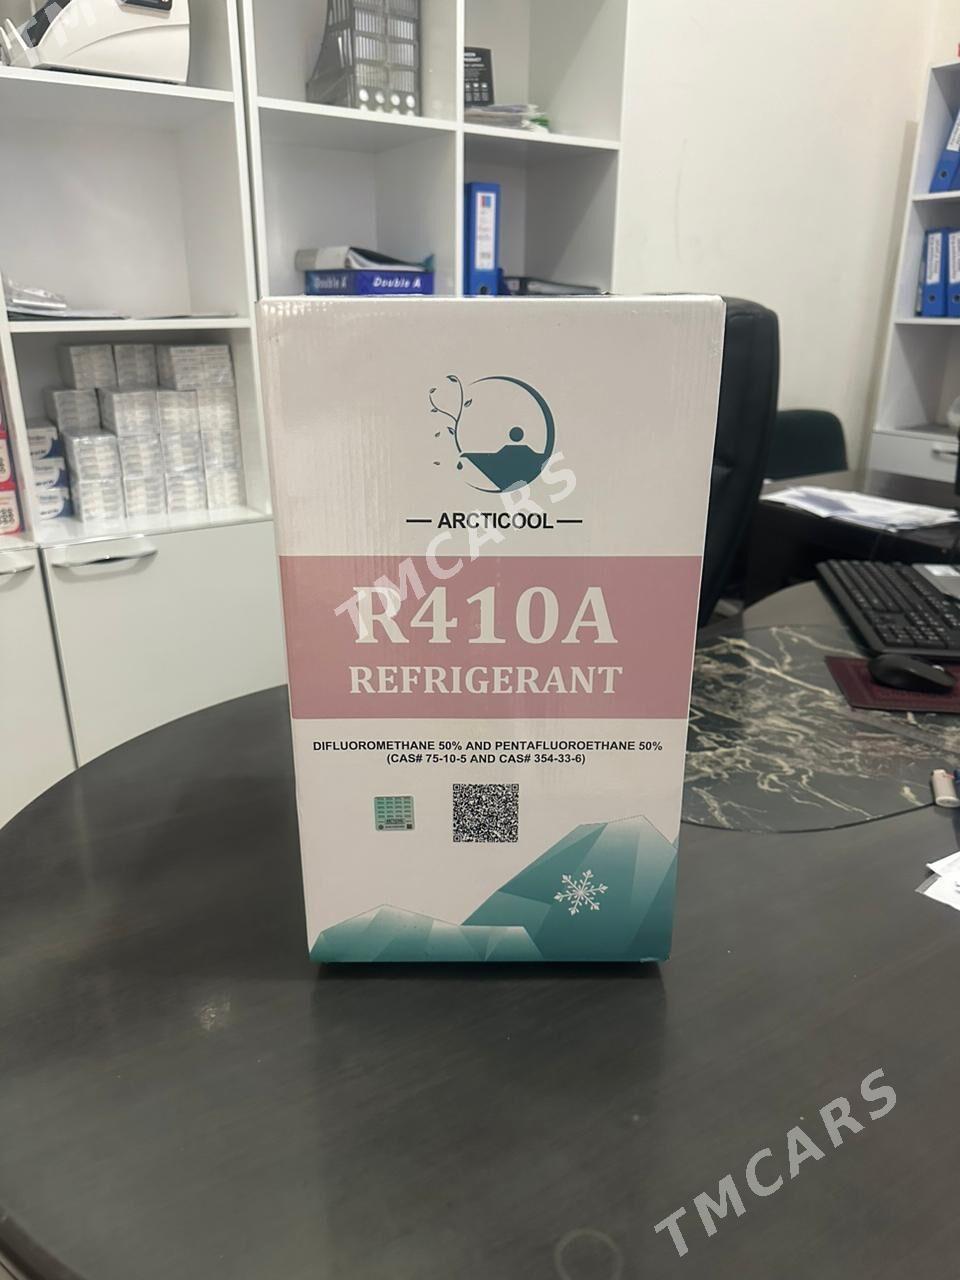 TMCARS
Double A
Double A
ARCTICOOL
TMCARS
R410A
REFRIGERANT
DIFLUOROMETHANE 50% AND PENTAFLUOROETHANE 50%
(CAS# 75-10-5 AND CAS# 354-33-6)
TMCARS